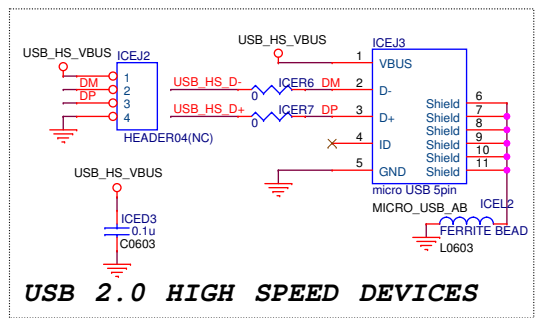 USB_HS_VBUS
ICEJ2
1
DM
2
DP
3
4
HEADER04(NC)
USB_HS_D-
ICER6
DM
0
USB_HS_D+
ICER7
DP
0
USB_HS_VBUS
ICEJ3
1
VBUS
2
D-
3
D+
4
ID
5
GND
Shield
6
Shield
7
Shield
8
Shield
9
Shield
10
Shield
11
micro USB 5pin
MICRO_USB_AB
ICEL2
FERRITE BEAD
L0603
USB_HS_VBUS
ICED3
0.1u
C0603
USB 2.0 HIGH SPEED DEVICES